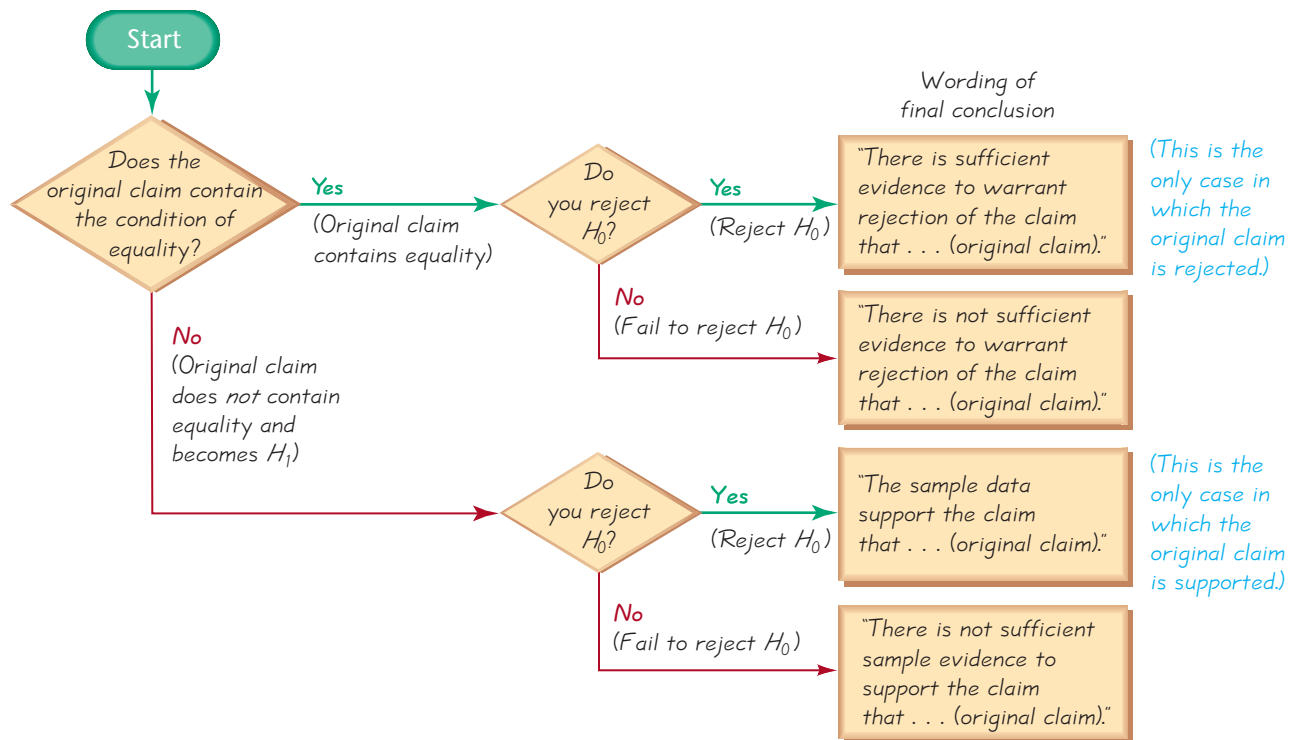 Start
Does the
original claim contain
the condition of
equality?
Yes
(Original claim
contains equality)
Do
you reject
H₀?
Yes
(Reject H₀)
Wording of
final conclusion
"There is sufficient
evidence to warrant
rejection of the claim
that . . . (original claim)."
(This is the
only case in
which the
original claim
is rejected.)
No
(Fail to reject H₀)
"There is not sufficient
evidence to warrant
rejection of the claim
that . . . (original claim)."
No
(Original claim
does not contain
equality and
becomes H₁)
Do
you reject
H₀?
Yes
(Reject H₀)
"The sample data
support the claim
that . . . (original claim)."
(This is the
only case in
which the
original claim
is supported.)
No
(Fail to reject H₀)
"There is not sufficient
sample evidence to
support the claim
that . . . (original claim)."